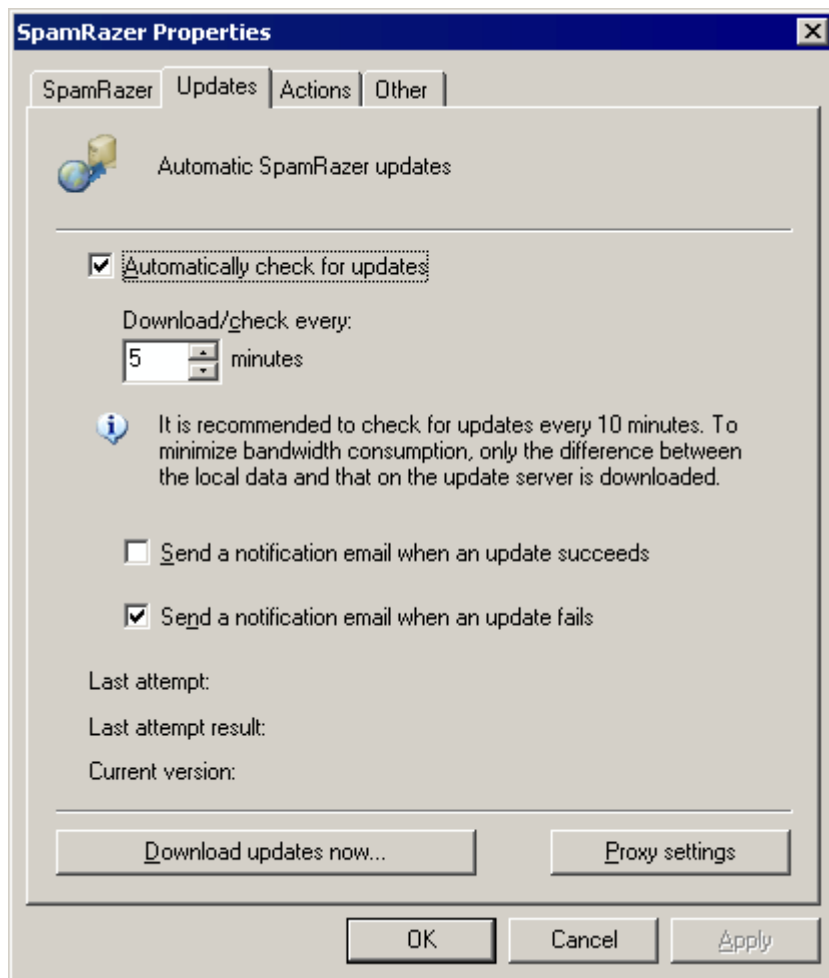 SpamRazer Properties
SpamRazer Updates Actions Other
Automatic SpamRazer updates
Automatically check for updates
Download/check every:
5 minutes
It is recommended to check for updates every 10 minutes. To
minimize bandwidth consumption, only the difference between
the local data and that on the update server is downloaded.
Send a notification email when an update succeeds
Send a notification email when an update fails
Last attempt:
Last attempt result:
Current version:
Download updates now... Proxy settings
OK Cancel Apply